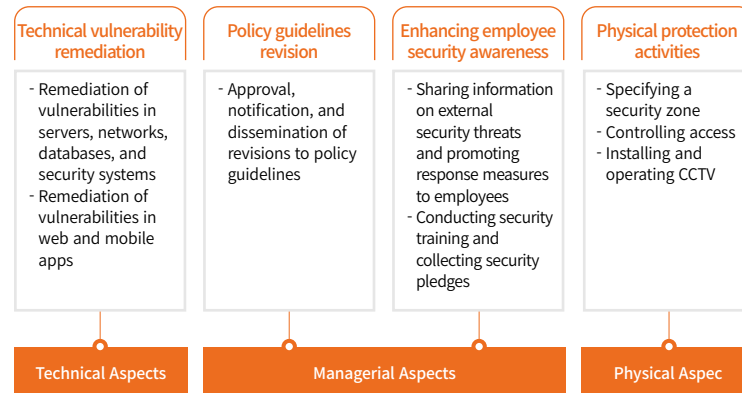 Technical vulnerability
remediation
- Remediation of
vulnerabilities in
servers, networks,
databases, and
security systems
- Remediation of
vulnerabilities in
web and mobile
apps
Technical Aspects
Policy guidelines
revision
- Approval,
notification, and
dissemination of
revisions to policy
guidelines
Enhancing employee
security awareness
- Sharing information
on external
security threats
and promoting
response measures
to employees
- Conducting security
training and
collecting security
pledges
Managerial Aspects
Physical protection
activities
- Specifying a
security zone
- Controlling access
- Installing and
operating CCTV
Physical Aspec